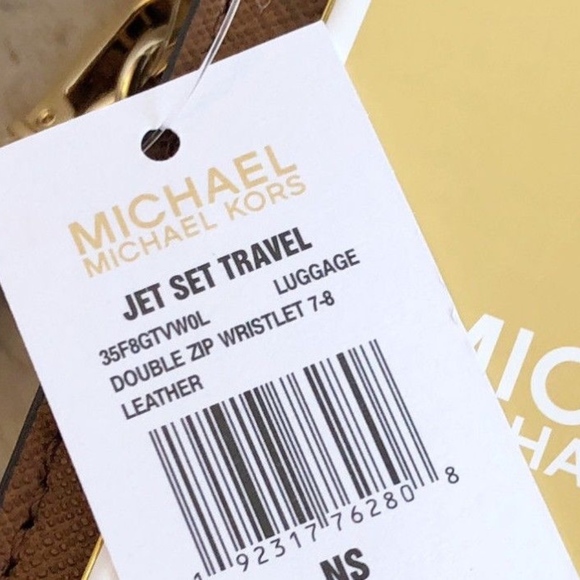 MICHAEL
MICHAEL KORS
JET SET TRAVEL
35F8GTVW0L LUGGAGE
DOUBLE ZIP WRISTLET 7-8
LEATHER
92317 76280 8
NS
MIC
HA